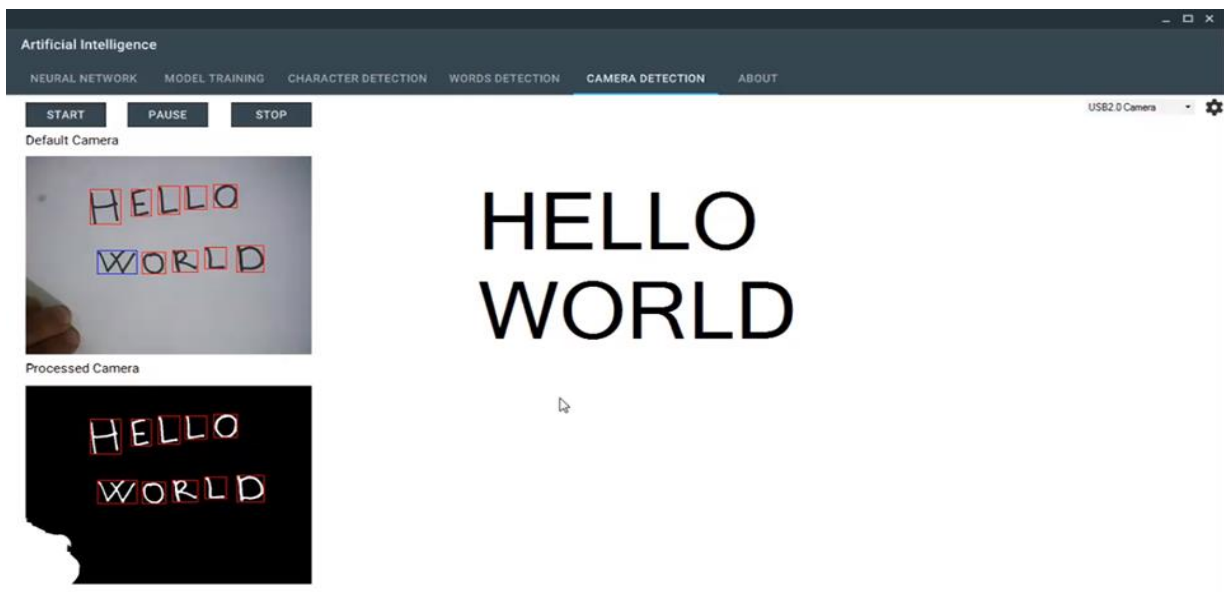 Artificial Intelligence
NEURAL NETWORK MODEL TRAINING CHARACTER DETECTION WORDS DETECTION CAMERA DETECTION ABOUT
START PAUSE STOP
USB2.0 Camera
Default Camera
HELLO
WORLD
HELLO
WORLD
Processed Camera
HELLO
WORLD